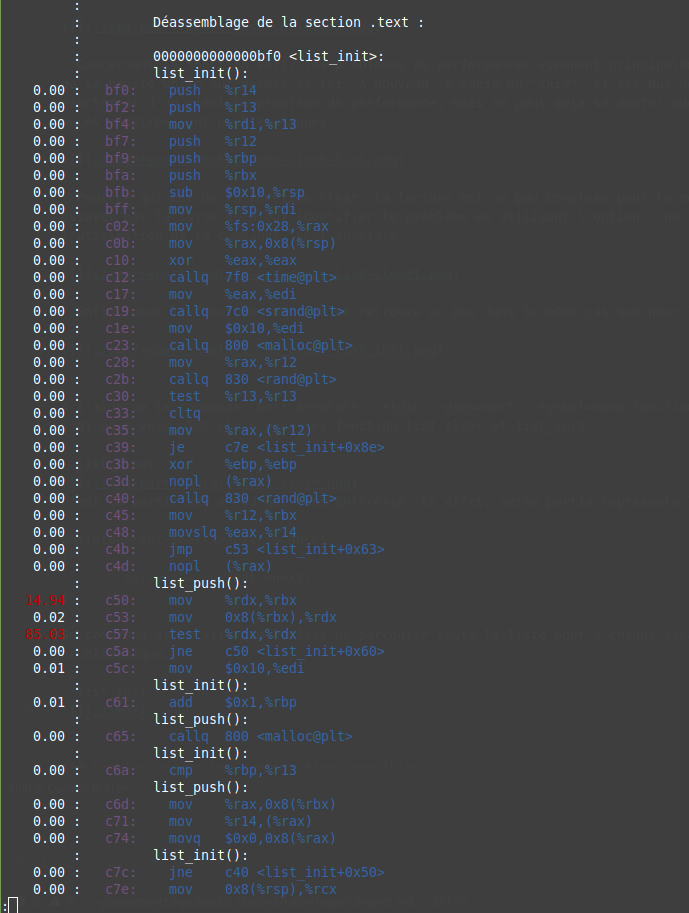 :
: Déassemblage de la section .text :
:
: 0000000000000bf0 <list_init>:
: list_init():
0.00 : bf0: push %r14
0.00 : bf2: push %r13
0.00 : bf4: mov %rdi,%r13
0.00 : bf7: push %r12
0.00 : bf9: push %rbp
0.00 : bfa: push %rbx
0.00 : bfb: sub $0x10,%rsp
0.00 : bff: mov %rsp,%rdi
0.00 : c02: mov %fs:0x28,%rax
0.00 : c0b: mov %rax,0x8(%rsp)
0.00 : c10: xor %eax,%eax
0.00 : c12: callq 7f0 <time@plt>
0.00 : c17: mov %eax,%edi
0.00 : c19: callq 7c0 <srand@plt>
0.00 : c1e: mov $0x10,%edi
0.00 : c23: callq 800 <malloc@plt>
0.00 : c28: mov %rax,%r12
0.00 : c2b: callq 830 <rand@plt>
0.00 : c30: test %r13,%r13
0.00 : c33: cltq
0.00 : c35: mov %rax,(%r12)
0.00 : c39: je c7e <list_init+0x8e>
0.00 : c3b: xor %ebp,%ebp
0.00 : c3d: nopl (%rax)
0.00 : c40: callq 830 <rand@plt>
0.00 : c45: mov %r12,%rbx
0.00 : c48: movslq %eax,%r14
0.00 : c4b: jmp c53 <list_init+0x63>
0.00 : c4d: nopl (%rax)
: list_push():
14.94 : c50: mov %rdx,%rbx
0.02 : c53: mov 0x8(%rbx),%rdx
85.03 : c57: test %rdx,%rdx
0.00 : c5a: jne c50 <list_init+0x60>
0.01 : c5c: mov $0x10,%edi
: list_init():
0.01 : c61: add $0x1,%rbp
: list_push():
0.00 : c65: callq 800 <malloc@plt>
: list_init():
0.00 : c6a: cmp %rbp,%r13
: list_push():
0.00 : c6d: mov %rax,0x8(%rbx)
0.00 : c71: mov %r14,(%rax)
0.00 : c74: movq $0x0,0x8(%rax)
: list_init():
0.00 : c7c: jne c40 <list_init+0x50>
0.00 : c7e: mov 0x8(%rsp),%rcx
: